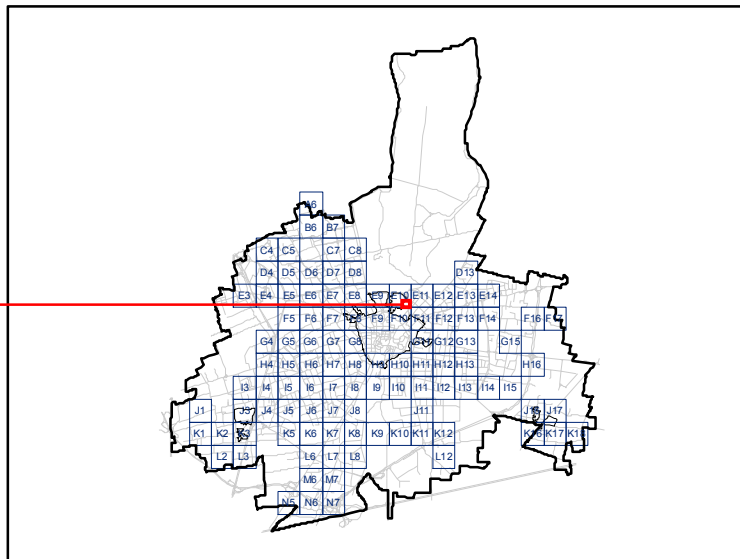 A6
B6 B7
C4 C5 C7 C8
D4 D5 D6 D7 D8 D13
E3 E4 E5 E6 E7 E8 E9 E10 E11 E12 E13 E14
F5 F6 F7 F9 F10 F11 F12 F13 F14 F16
G4 G5 G6 G7 G8 G12 G13 G15
H4 H5 H6 H7 H8 H10 H11 H12 H13 H16
I3 I4 I5 I6 I7 I8 I9 I10 I11 I12 I13 I14 I15
J1 J3 J4 J5 J6 J7 J8 J11 J17
K1 K2 K5 K6 K7 K8 K9 K10 K11 K12 K17
L2 L3 L6 L7 L8 L12
M6 M7
N5 N6 N7